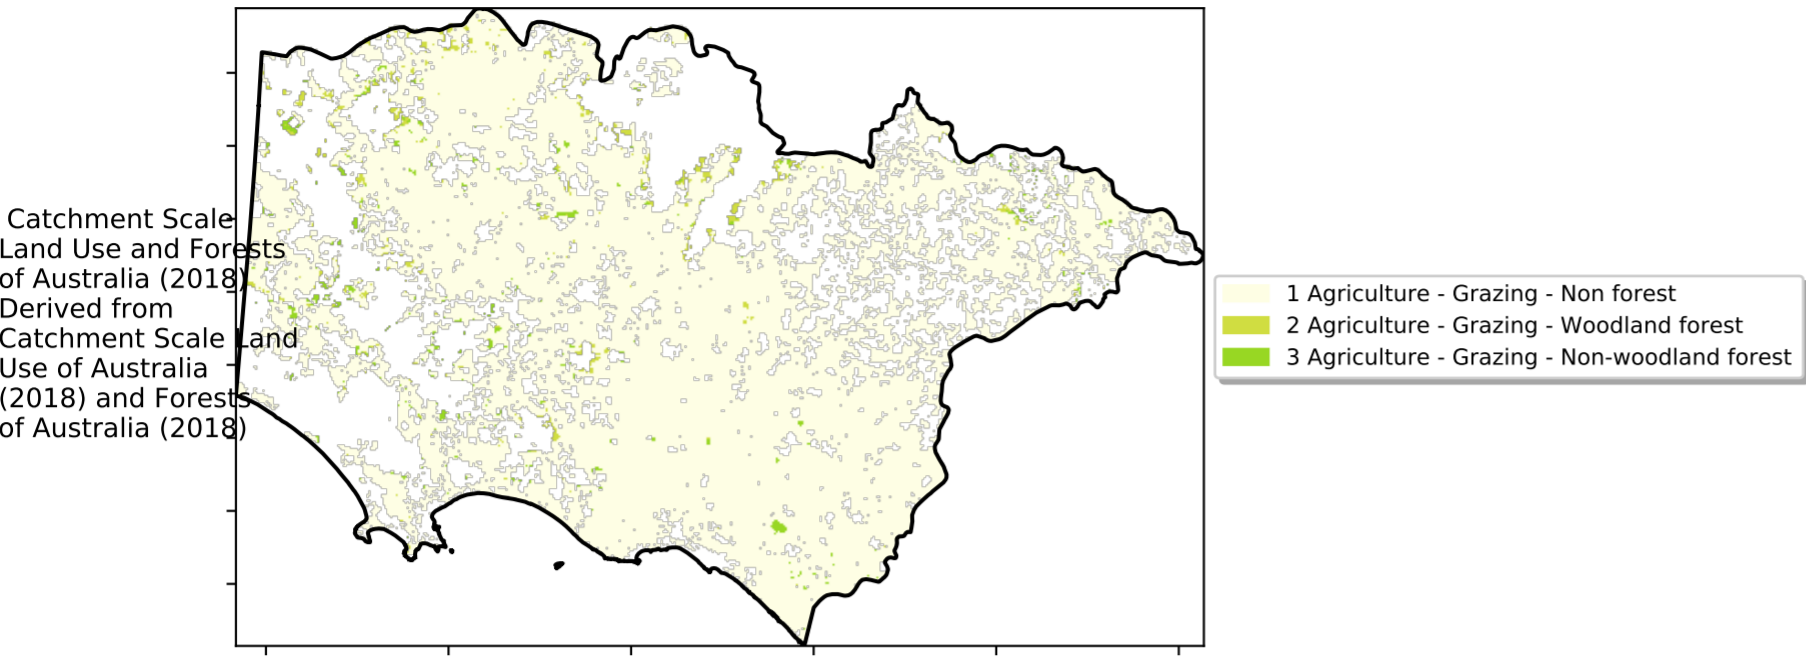 Catchment Scale
Land Use and Forests
of Australia (2018)
Derived from
Catchment Scale Land
Use of Australia
(2018) and Forests
of Australia (2018)
1 Agriculture - Grazing - Non forest
2 Agriculture - Grazing - Woodland forest
3 Agriculture - Grazing - Non-woodland forest